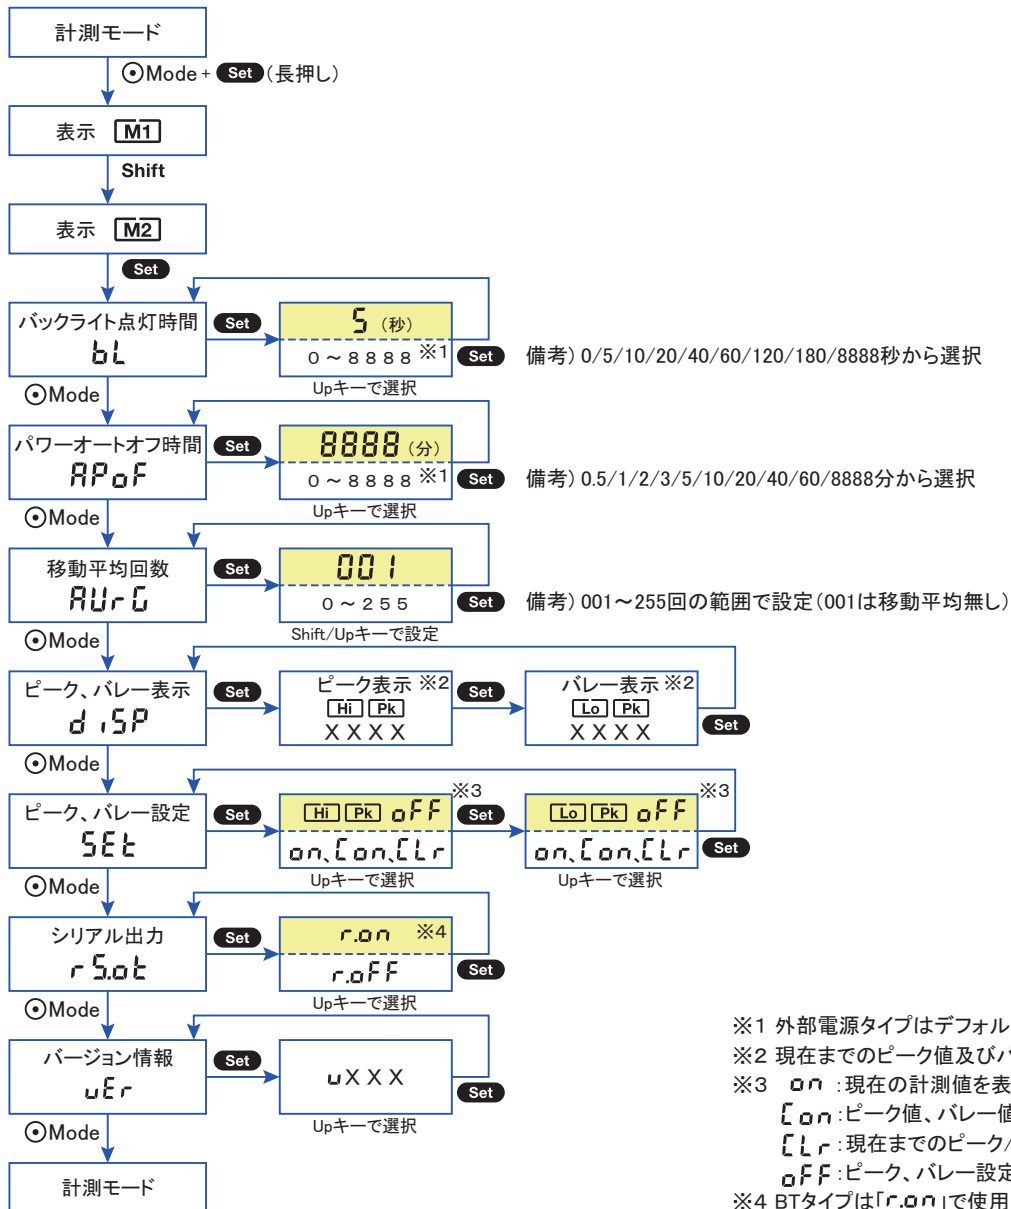 計測モード
⦿Mode + Set (長押し)
表示 M1
Shift
表示 M2
Set
バックライト点灯時間
bL
Set
5 (秒)
0～8888 ※1
Set
備考) 0/5/10/20/40/60/120/180/8888秒から選択
Upキーで選択
⦿Mode
パワーオートオフ時間
APoF
Set
8888 (分)
0～8888 ※1
Set
備考) 0.5/1/2/3/5/10/20/40/60/8888分から選択
Upキーで選択
⦿Mode
移動平均回数
AUrG
Set
001
0～255
Set
備考) 001～255回の範囲で設定(001は移動平均無し)
Shift/Upキーで設定
⦿Mode
ピーク、バレー表示
diSP
Set
ピーク表示 ※2
Hi Pk
XXXX
Set
バレー表示 ※2
Lo Pk
XXXX
Set
⦿Mode
ピーク、バレー設定
SEt
Set
Hi Pk oFF
※3
on、Con、CLr
Upキーで選択
Set
Lo Pk oFF
※3
on、Con、CLr
Upキーで選択
Set
⦿Mode
シリアル出力
rS.ot
Set
r.on ※4
r.oFF
Set
Upキーで選択
⦿Mode
バージョン情報
uEr
Set
uXXX
Set
Upキーで選択
⦿Mode
計測モード
※1 外部電源タイプはデフォル
※2 現在までのピーク値及びバ
※3 on :現在の計測値を表
Con :ピーク値、バレー値
CLr :現在までのピーク/
oFF :ピーク、バレー設定
※4 BTタイプは「r.on」で使用